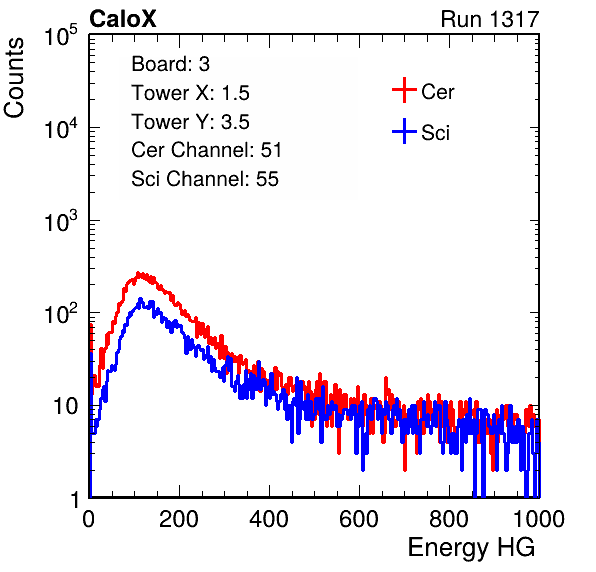 CaloX Run 1317
Counts
Board: 3
Tower X: 1.5
Tower Y: 3.5
Cer Channel: 51
Sci Channel: 55
Cer
Sci
10^5
10^4
10^3
10^2
10
1
0 200 400 600 800 1000
Energy HG